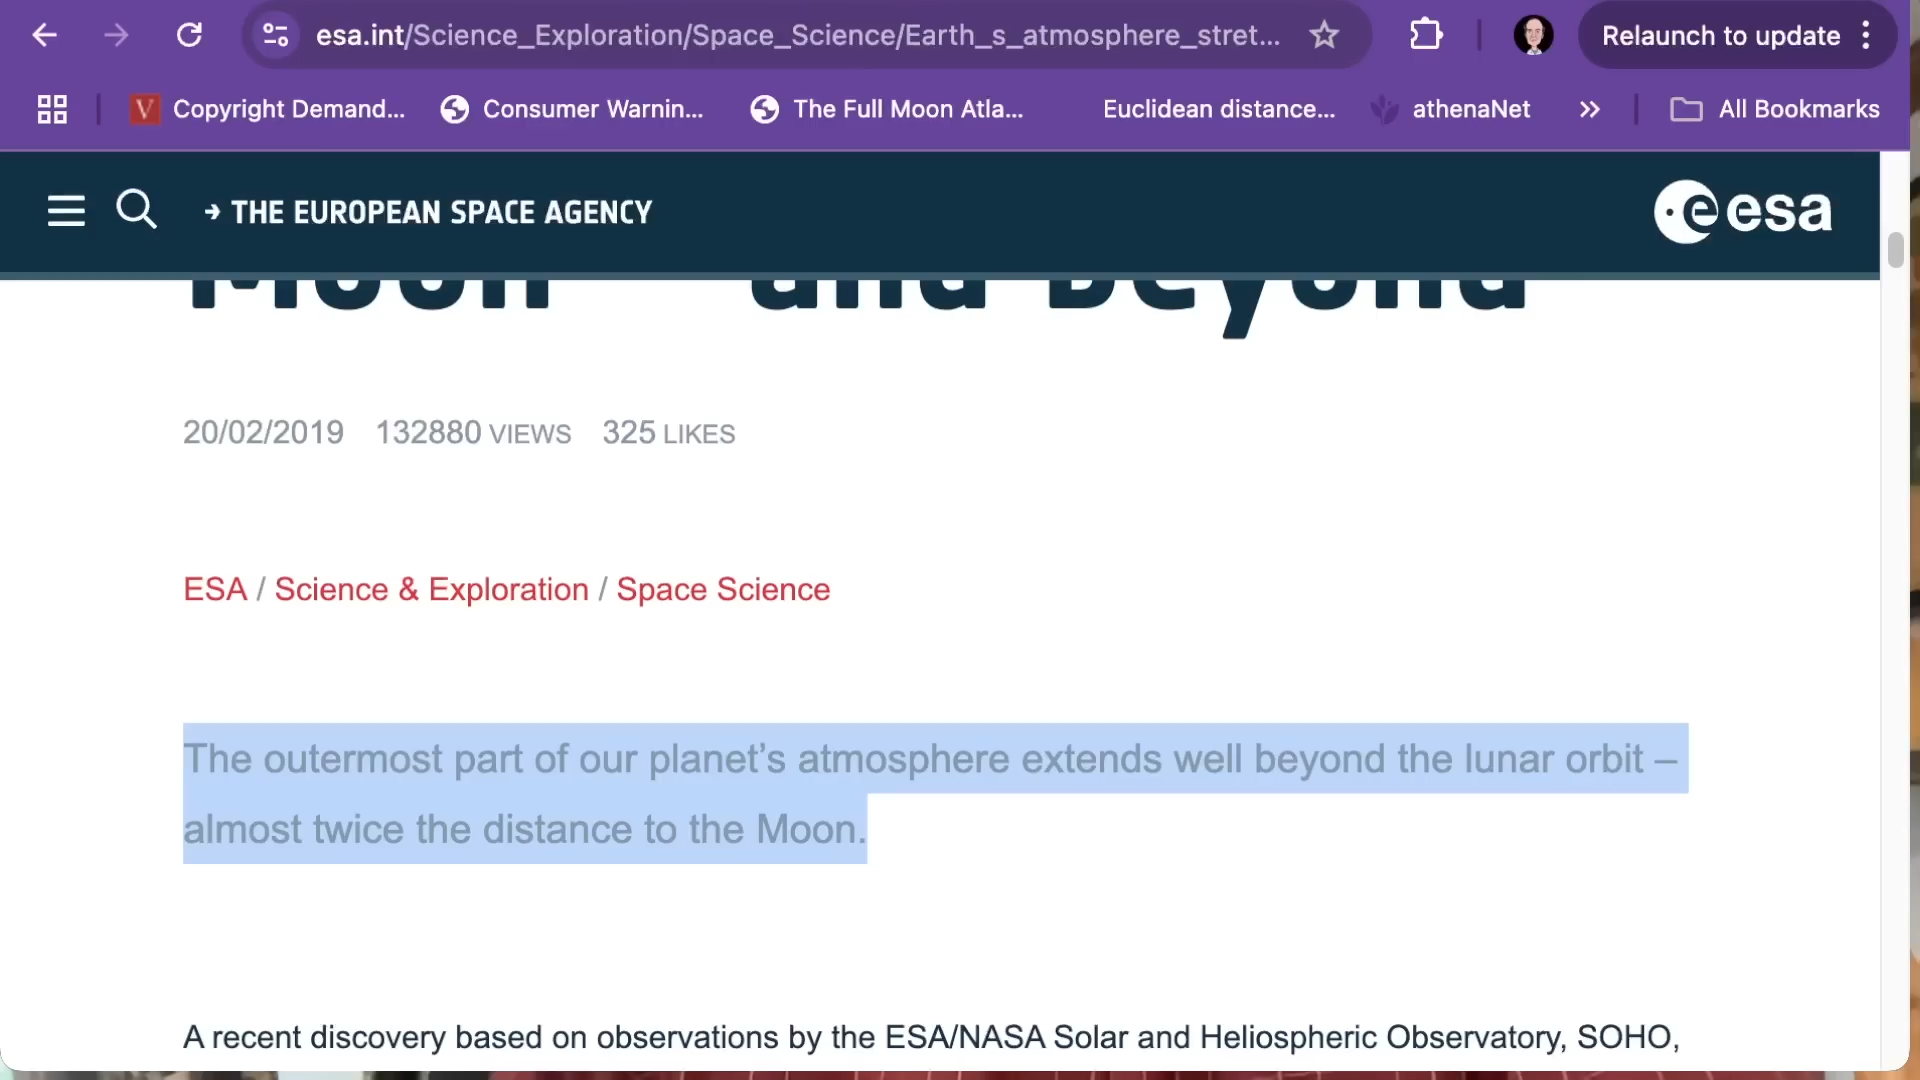 esa.int/Science_Exploration/Space_Science/Earth_s_atmosphere_stret...
Relaunch to update
Copyright Demand...
Consumer Warnin...
The Full Moon Atla...
Euclidean distance...
athenaNet
All Bookmarks
→ THE EUROPEAN SPACE AGENCY
esa
Moon – and beyond
20/02/2019 132880 VIEWS 325 LIKES
ESA / Science & Exploration / Space Science
The outermost part of our planet’s atmosphere extends well beyond the lunar orbit –
almost twice the distance to the Moon.
A recent discovery based on observations by the ESA/NASA Solar and Heliospheric Observatory, SOHO,